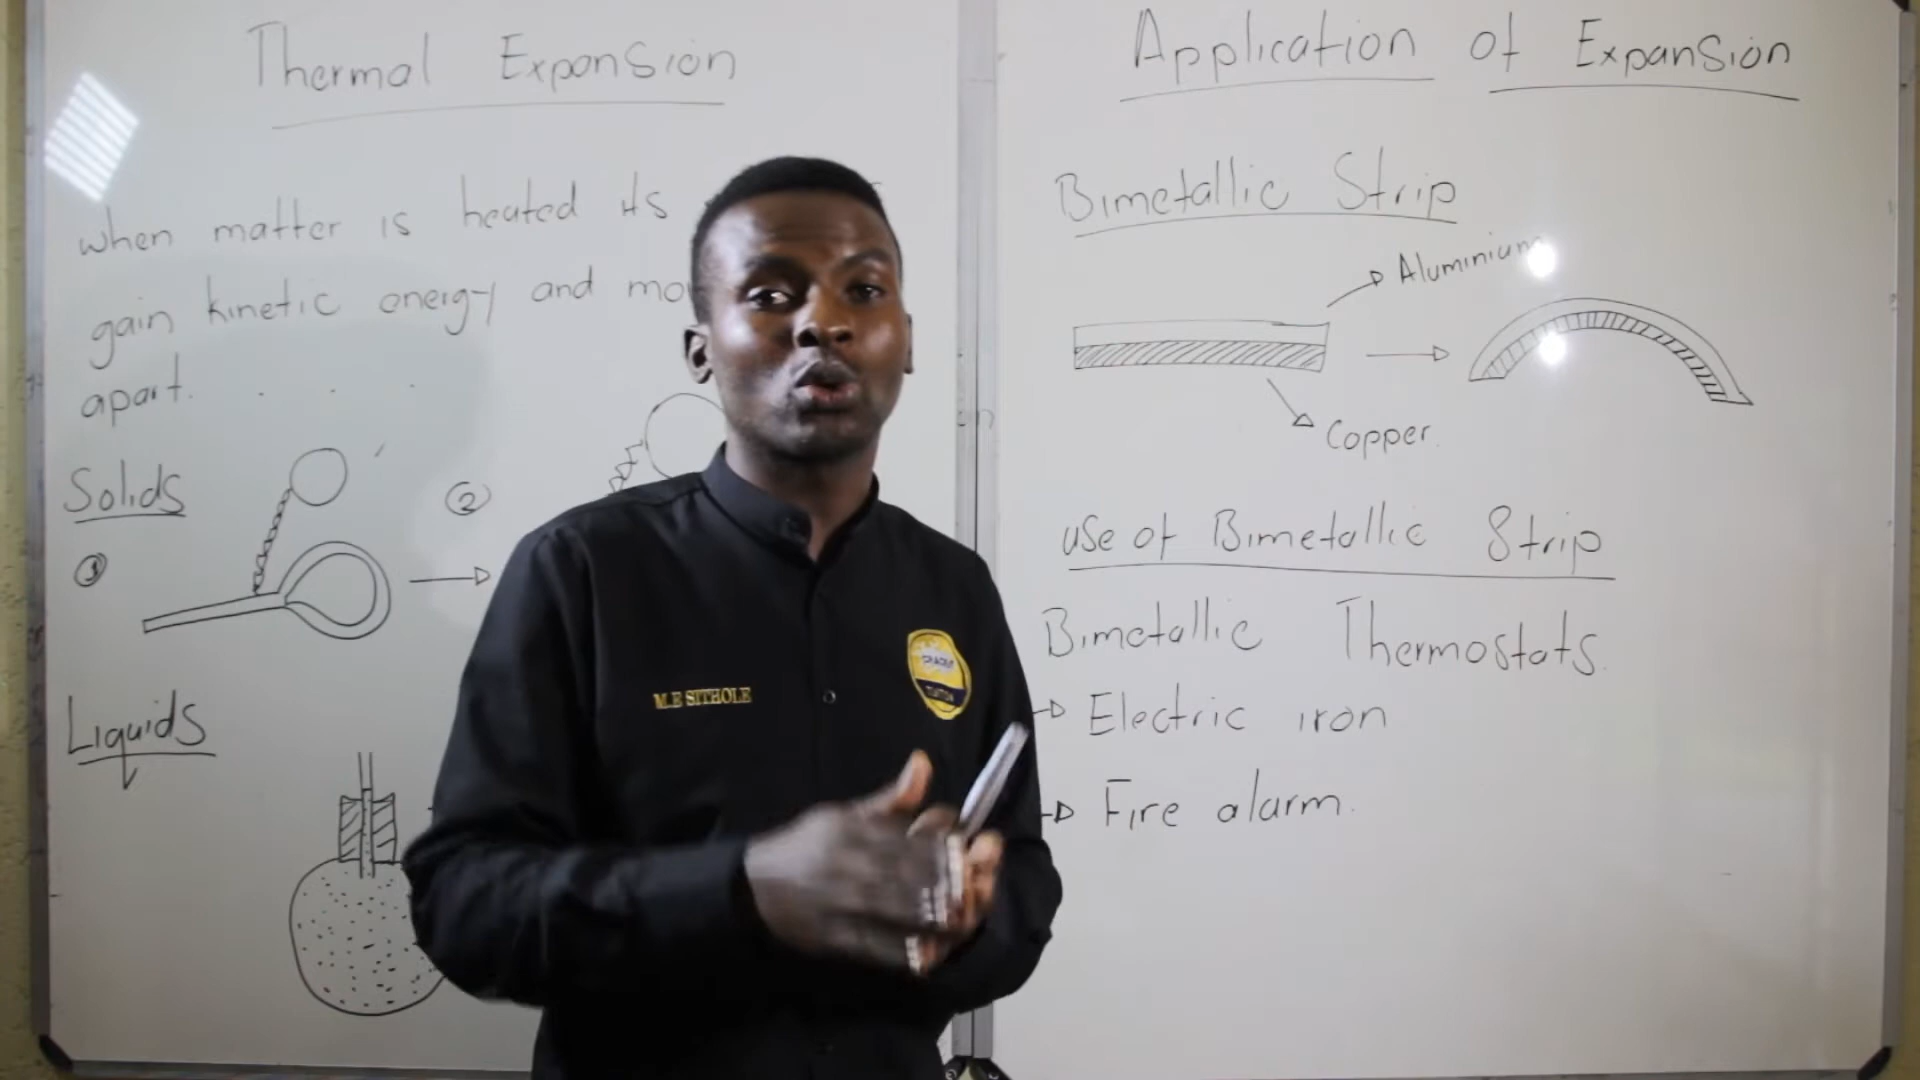 Thermal Expansion
when matter is heated its
gain kinetic energy and
apart.
Solids
①
②
Liquids
Application of Expansion
Bimetallic Strip
Aluminium
Copper.
use of Bimetallic Strip
Bimetallic Thermostats.
Electric iron
Fire alarm.
M.E SITHOLE